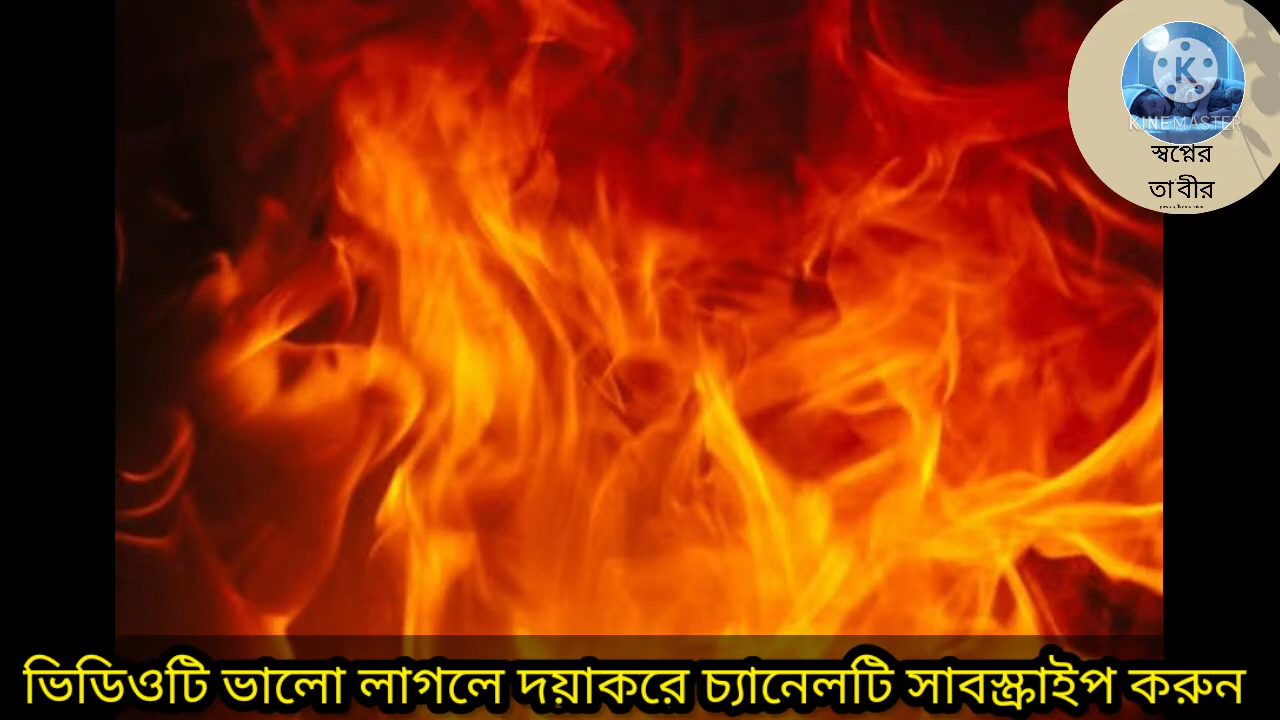 K
KINEMASTER
স্বপ্নের
তাবীর
ভিডিওটি ভালো লাগলে দয়াকরে চ্যানেলটি সাবস্ক্রাইপ করুন